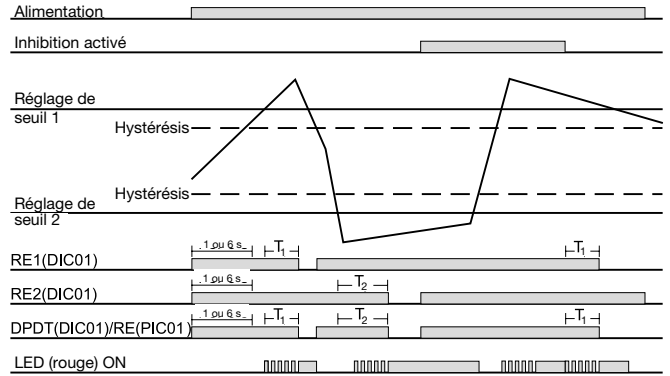 Alimentation
Inhibition activé
Réglage de
seuil 1
Hystérésis
Hystérésis
Réglage de
seuil 2
1 ou 6 s
T1
T1
RE1(DIC01)
1 ou 6 s
T2
RE2(DIC01)
1 ou 6 s
T1
T2
T1
DPDT(DIC01)/RE(PIC01)
LED (rouge) ON